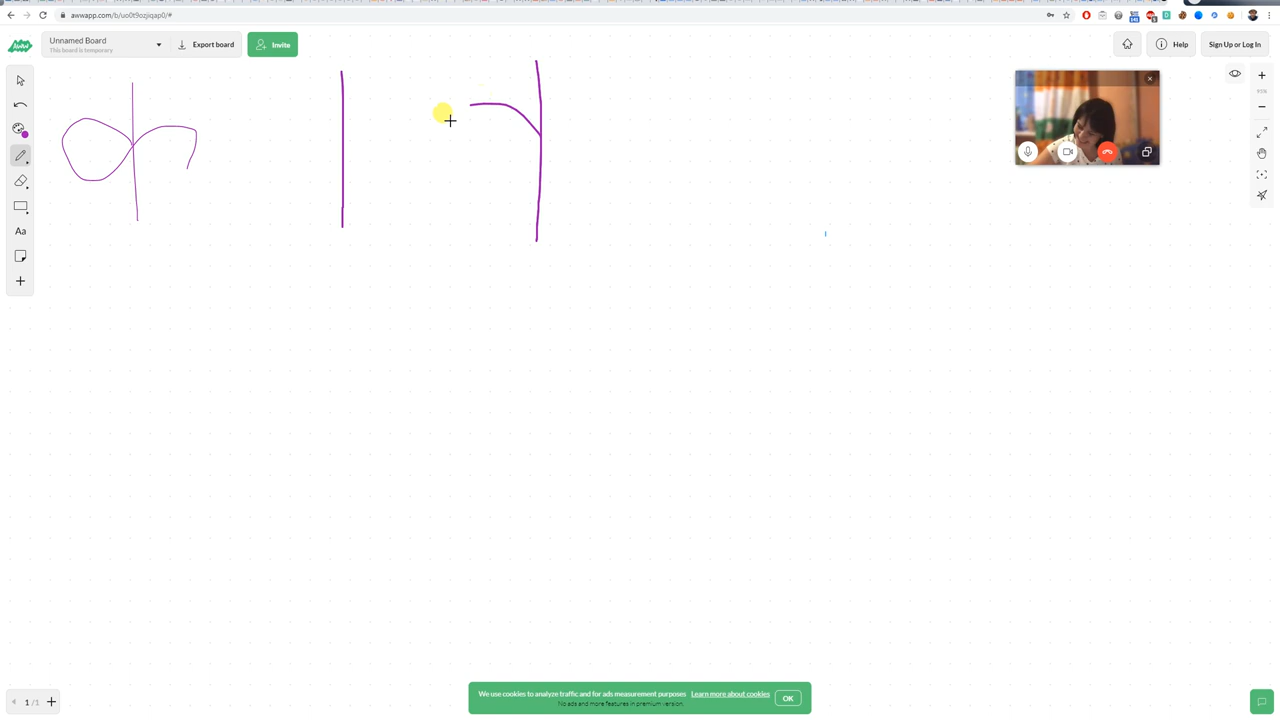 awwapp.com/b/uo0t9ozjiqap0/#
Unnamed Board
This board is temporary
Export board
Invite
Help
Sign Up or Log In
93%
Aa
1 / 1
We use cookies to analyze traffic and for ads measurement purposes Learn more about cookies
No ads and more features in premium version.
OK